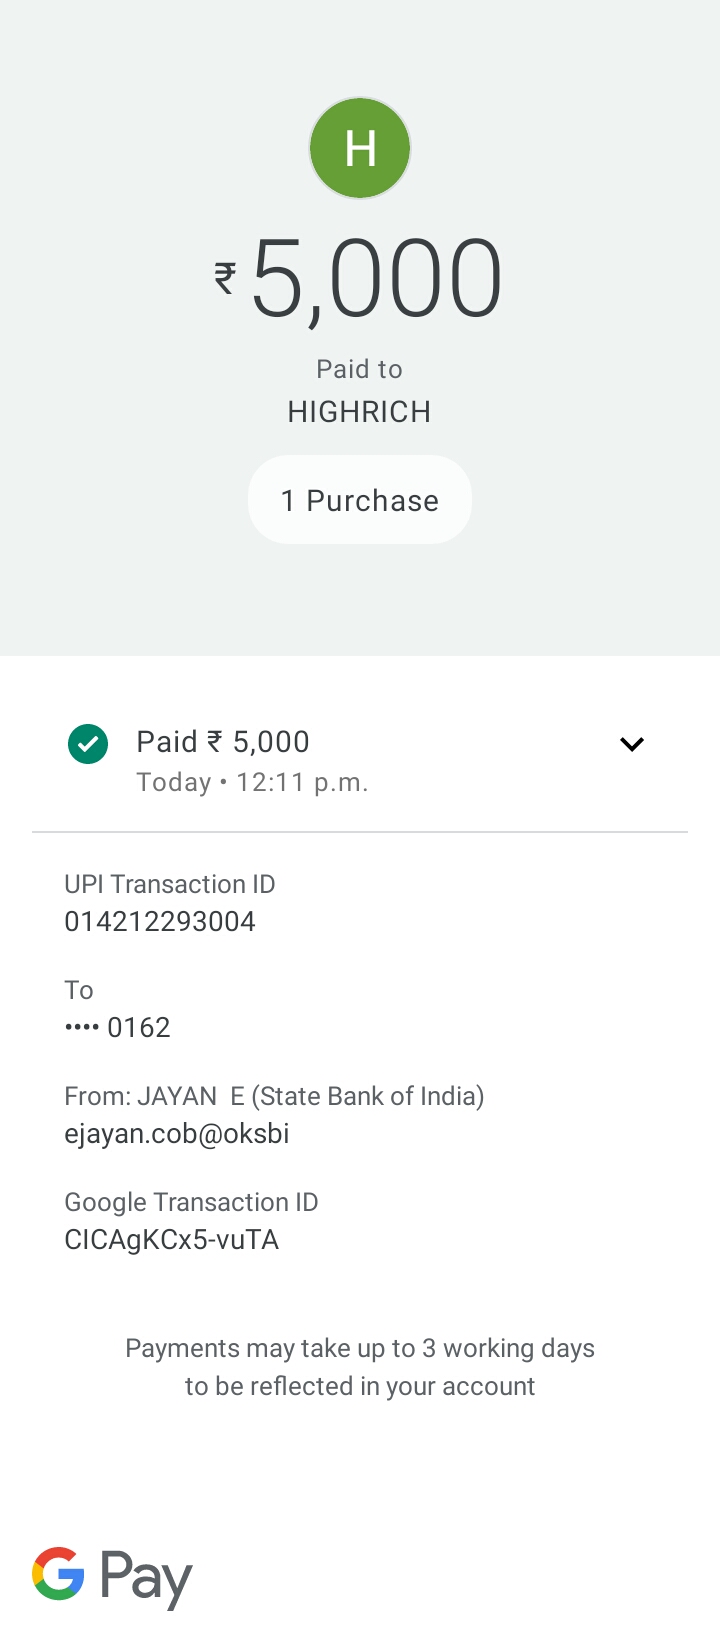 H
₹5,000
Paid to
HIGHRICH
1 Purchase
Paid ₹ 5,000
Today • 12:11 p.m.
UPI Transaction ID
014212293004
To
•••• 0162
From: JAYAN  E (State Bank of India)
ejayan.cob@oksbi
Google Transaction ID
CICAgKCx5-vuTA
Payments may take up to 3 working days
to be reflected in your account
G Pay